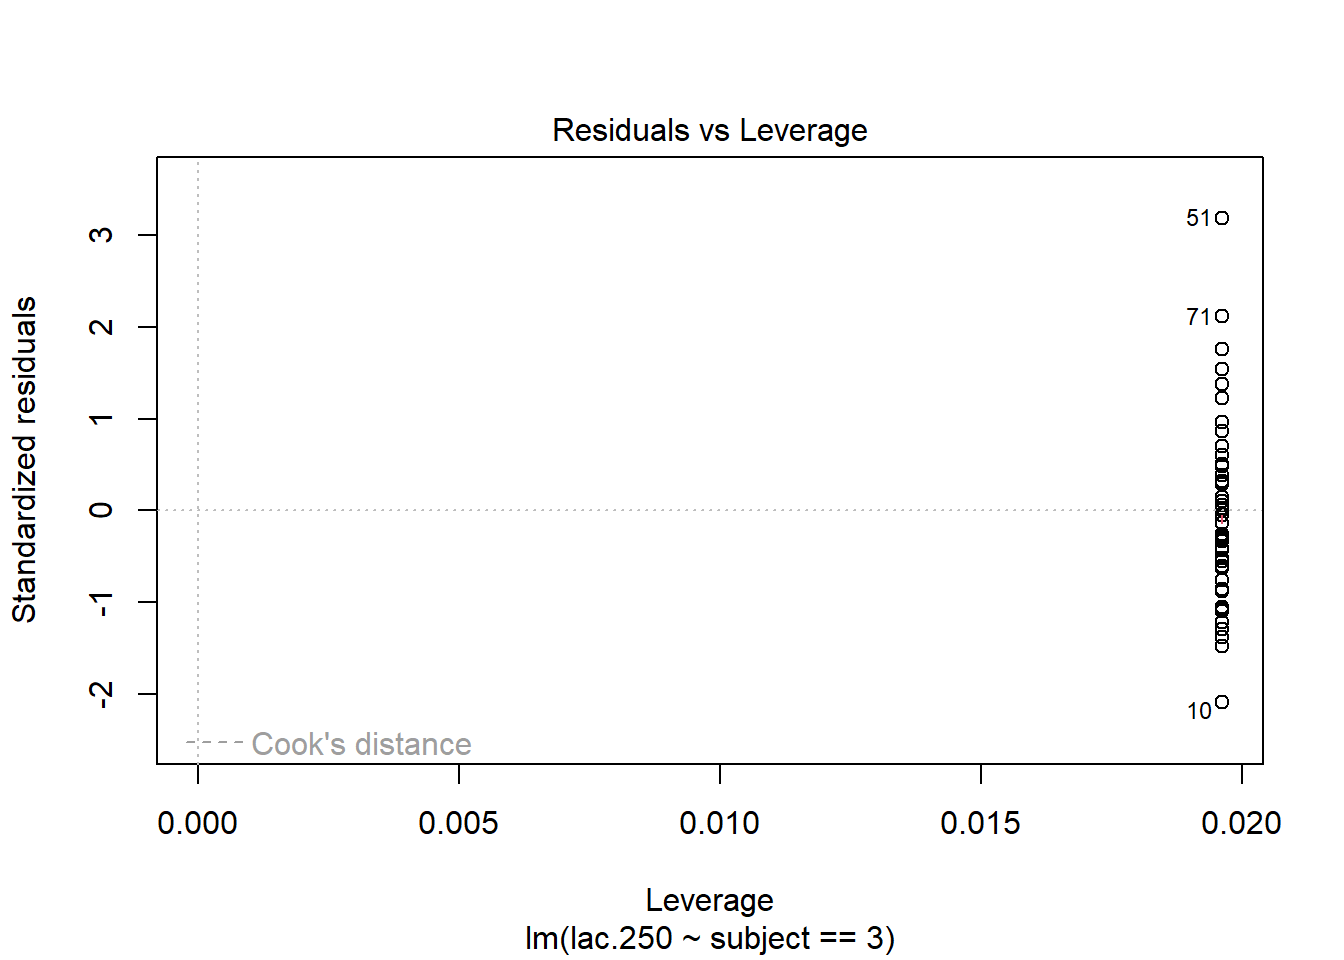 Residuals vs Leverage
Standardized residuals
3
2
1
0
-1
-2
51
71
10
Cook's distance
0.000 0.005 0.010 0.015 0.020
Leverage
lm(lac.250 ~ subject == 3)